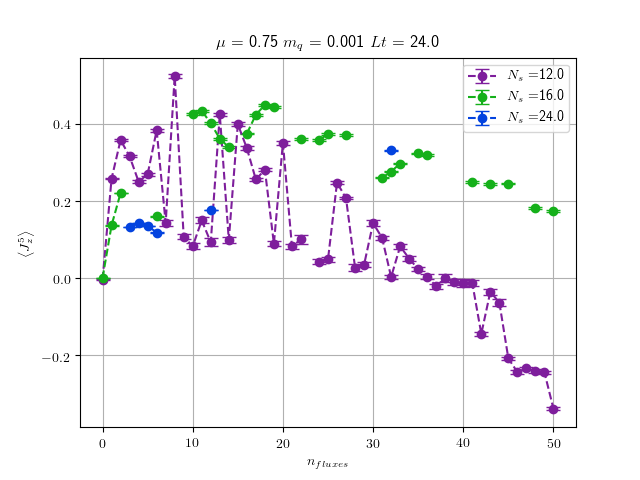 μ = 0.75 m_q = 0.001 Lt = 24.0
N_s =12.0
N_s =16.0
N_s =24.0
⟨J_z^5⟩
0.4
0.2
0.0
−0.2
0 10 20 30 40 50
n_fluxes